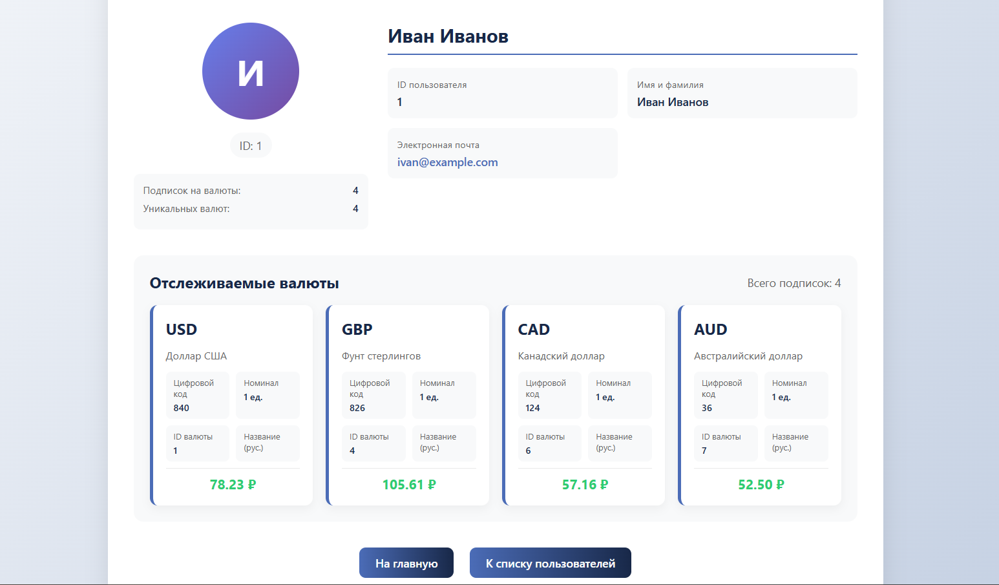 И
ID: 1
Подписок на валюты: 4
Уникальных валют: 4
Иван Иванов
ID пользователя
1
Имя и фамилия
Иван Иванов
Электронная почта
ivan@example.com
Отслеживаемые валюты
Всего подписок: 4
USD
Доллар США
Цифровой
код
840
Номинал
1 ед.
ID валюты
1
Название
(рус.)
78.23 ₽
GBP
Фунт стерлингов
Цифровой
код
826
Номинал
1 ед.
ID валюты
4
Название
(рус.)
105.61 ₽
CAD
Канадский доллар
Цифровой
код
124
Номинал
1 ед.
ID валюты
6
Название
(рус.)
57.16 ₽
AUD
Австралийский доллар
Цифровой
код
36
Номинал
1 ед.
ID валюты
7
Название
(рус.)
52.50 ₽
На главную
К списку пользователей